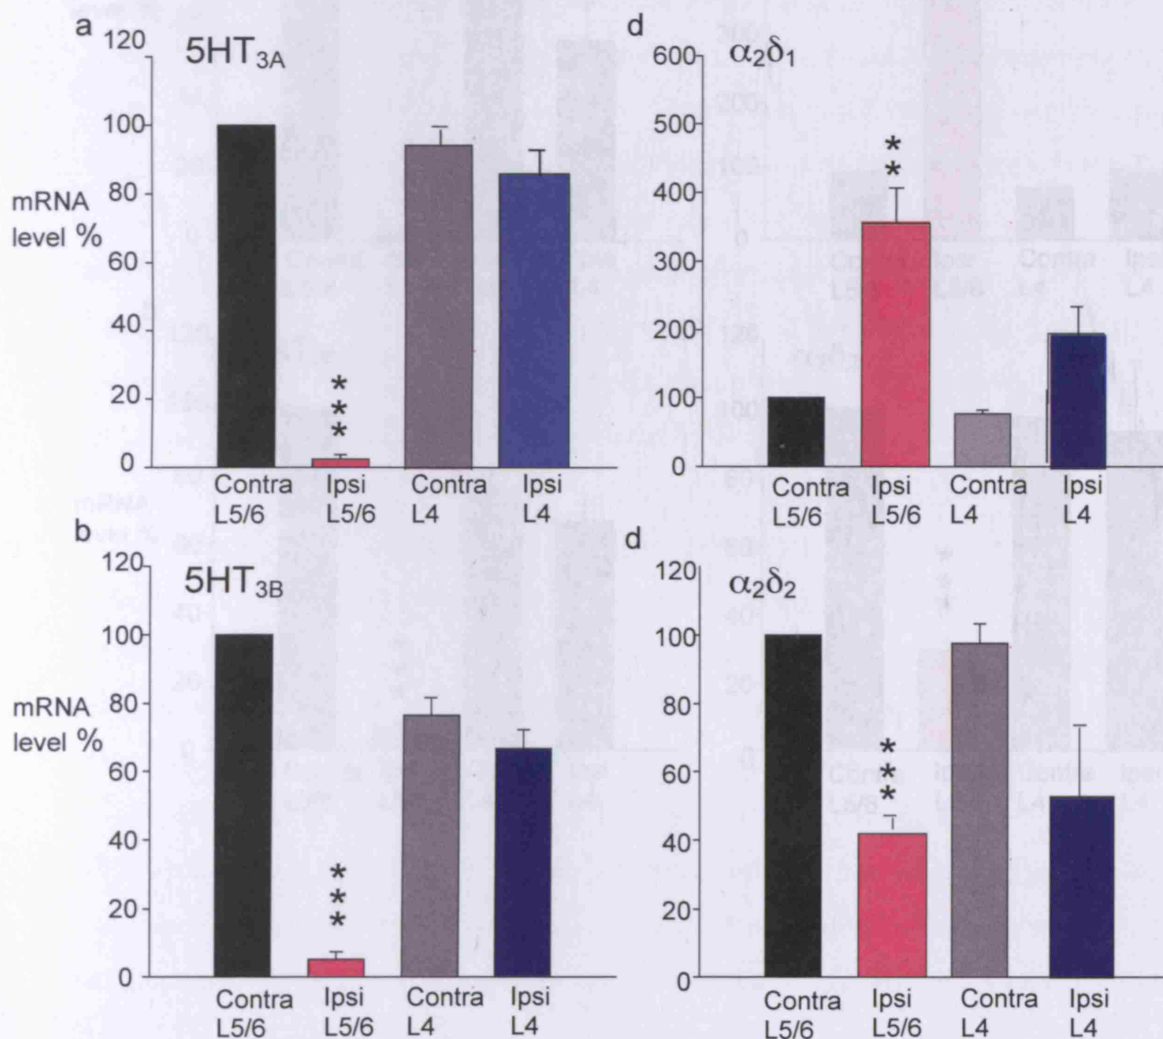 a
5HT3A
120
100
80
60
40
20
0
mRNA
level %
***
Contra Ipsi Contra Ipsi
L5/6 L5/6 L4 L4
d
α2δ1
600
500
400
300
200
100
0
**
Contra Ipsi Contra Ipsi
L5/6 L5/6 L4 L4
b
5HT3B
120
100
80
60
40
20
0
mRNA
level %
***
Contra Ipsi Contra Ipsi
L5/6 L5/6 L4 L4
d
α2δ2
120
100
80
60
40
20
0
***
Contra Ipsi Contra Ipsi
L5/6 L5/6 L4 L4